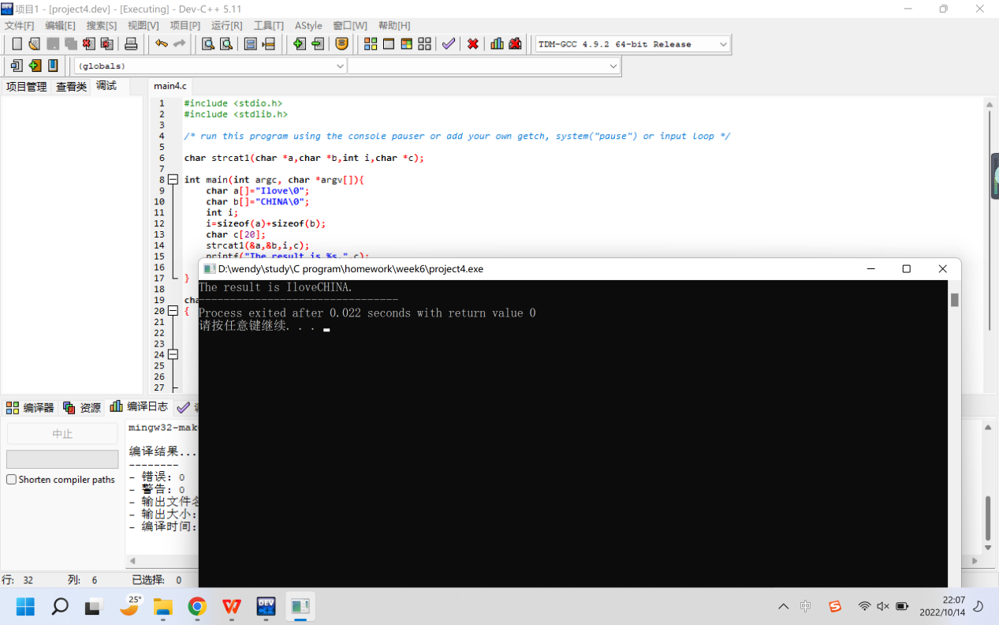 项目1 - [project4.dev] - [Executing] - Dev-C++ 5.11
文件[F] 编辑[E] 搜索[S] 视图[V] 项目[P] 运行[R] 工具[T] AStyle 窗口[W] 帮助[H]
TDM-GCC 4.9.2 64-bit Release
(globals)
项目管理 查看类 调试 main4.c
1 #include <stdio.h>
2 #include <stdlib.h>
3
4 /* run this program using the console pauser or add your own getch, system("pause") or input loop */
5
6 char strcat1(char *a,char *b,int i,char *c);
7
8 int main(int argc, char *argv[]){
9 char a[]="Ilove\0";
10 char b[]="CHINA\0";
11 int i;
12 i=sizeof(a)+sizeof(b);
13 char c[20];
14 strcat1(&a,&b,i,c);
15 printf("The result is %s.",c);
16
17 }
18
19
20 {
21
22
23
24
25
26
27
D:\wendy\study\C program\homework\week6\project4.exe
The result is IloveCHINA.
--------------------------------
Process exited after 0.022 seconds with return value 0
请按任意键继续. . .
编译器 资源 编译日志
中止
Shorten compiler paths
编译结果...
--------
- 错误: 0
- 警告: 0
- 输出文件名
- 输出大小:
- 编译时间:
行: 32 列: 6 已选择: 0
25°
DEV
中
22:07
2022/10/14